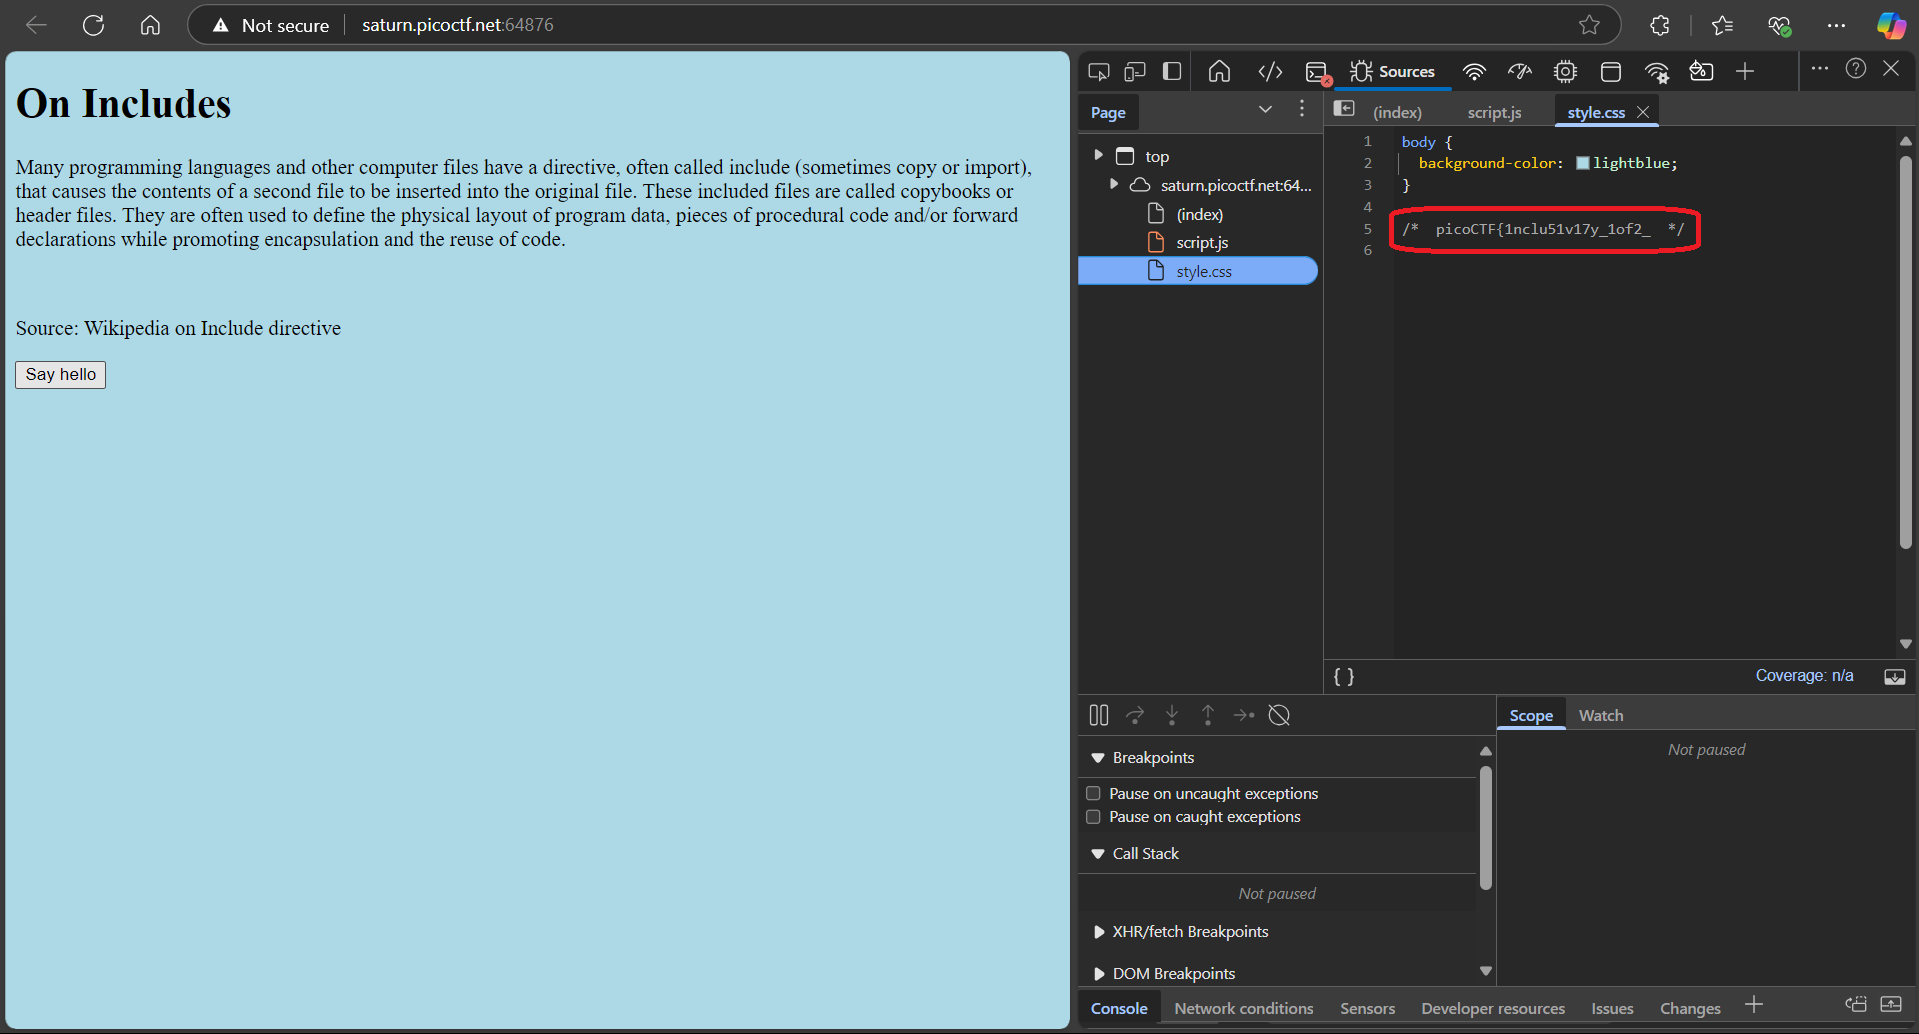 Not secure
saturn.picoctf.net:64876
On Includes
Many programming languages and other computer files have a directive, often called include (sometimes copy or import),
that causes the contents of a second file to be inserted into the original file. These included files are called copybooks or
header files. They are often used to define the physical layout of program data, pieces of procedural code and/or forward
declarations while promoting encapsulation and the reuse of code.
Source: Wikipedia on Include directive
Say hello
Sources
Page
top
saturn.picoctf.net:64...
(index)
script.js
style.css
(index)
script.js
style.css
1 body {
2 background-color: lightblue;
3 }
4
5 /*  picoCTF{1nclu51v17y_1of2_  */
6
{ }
Coverage: n/a
Breakpoints
Pause on uncaught exceptions
Pause on caught exceptions
Call Stack
Not paused
XHR/fetch Breakpoints
DOM Breakpoints
Scope
Watch
Not paused
Console
Network conditions
Sensors
Developer resources
Issues
Changes